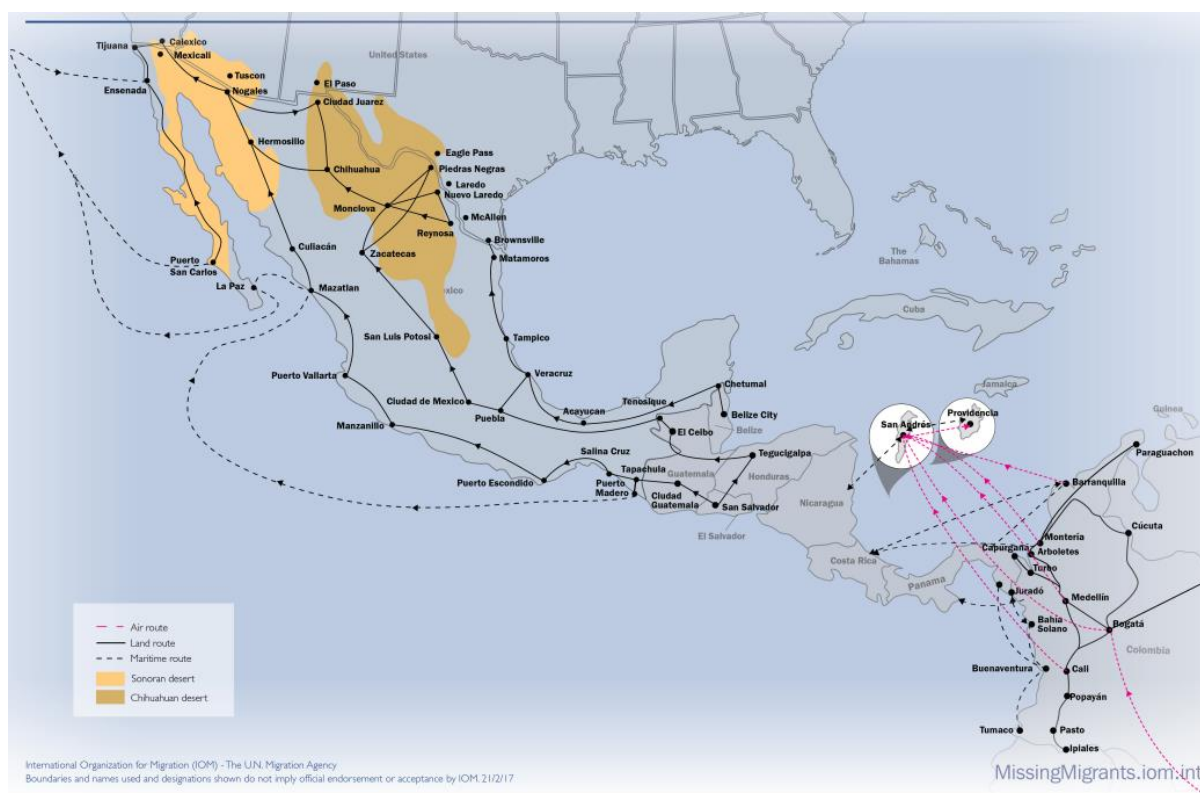 Tijuana
Calexico
Mexicali
United States
Tuscon
Nogales
El Paso
Ciudad Juarez
Ensenada
Hermosillo
Chihuahua
Eagle Pass
Piedras Negras
Laredo
Nuevo Laredo
Monclova
McAllen
Reynosa
Brownsville
Matamoros
Zacatecas
Culiacán
Puerto
San Carlos
La Paz
Mazatlan
xico
The
Bahamas
Cuba
San Luis Potosi
Tampico
Puerto Vallarta
Veracruz
Chetumal
Jamaica
Ciudad de Mexico
Tenosique
Acayucan
Puebla
Belize City
Belize
Manzanillo
El Ceibo
San Andrés
Providencia
Guinea
Tegucigalpa
Salina Cruz
Tapachula
Guatemala
Honduras
Paraguachon
Puerto Escondido
Puerto
Madero
Ciudad
Guatemala
San Salvador
Barranquilla
Nicaragua
El Salvador
Cúcuta
Montería
Capurganá
Arboletes
Costa Rica
Turbo
Panama
Juradó
Medellín
Bahía
Solano
Bogatá
Colombia
Buenaventura
Cali
Popayán
Tumaco
Pasto
Ipiales
Air route
Land route
Maritime route
Sonoran desert
Chihuahuan desert
International Organization for Migration (IOM) - The U.N. Migration Agency
Boundaries and names used and designations shown do not imply official endorsement or acceptance by IOM. 21/2/17
MissingMigrants.iom.int